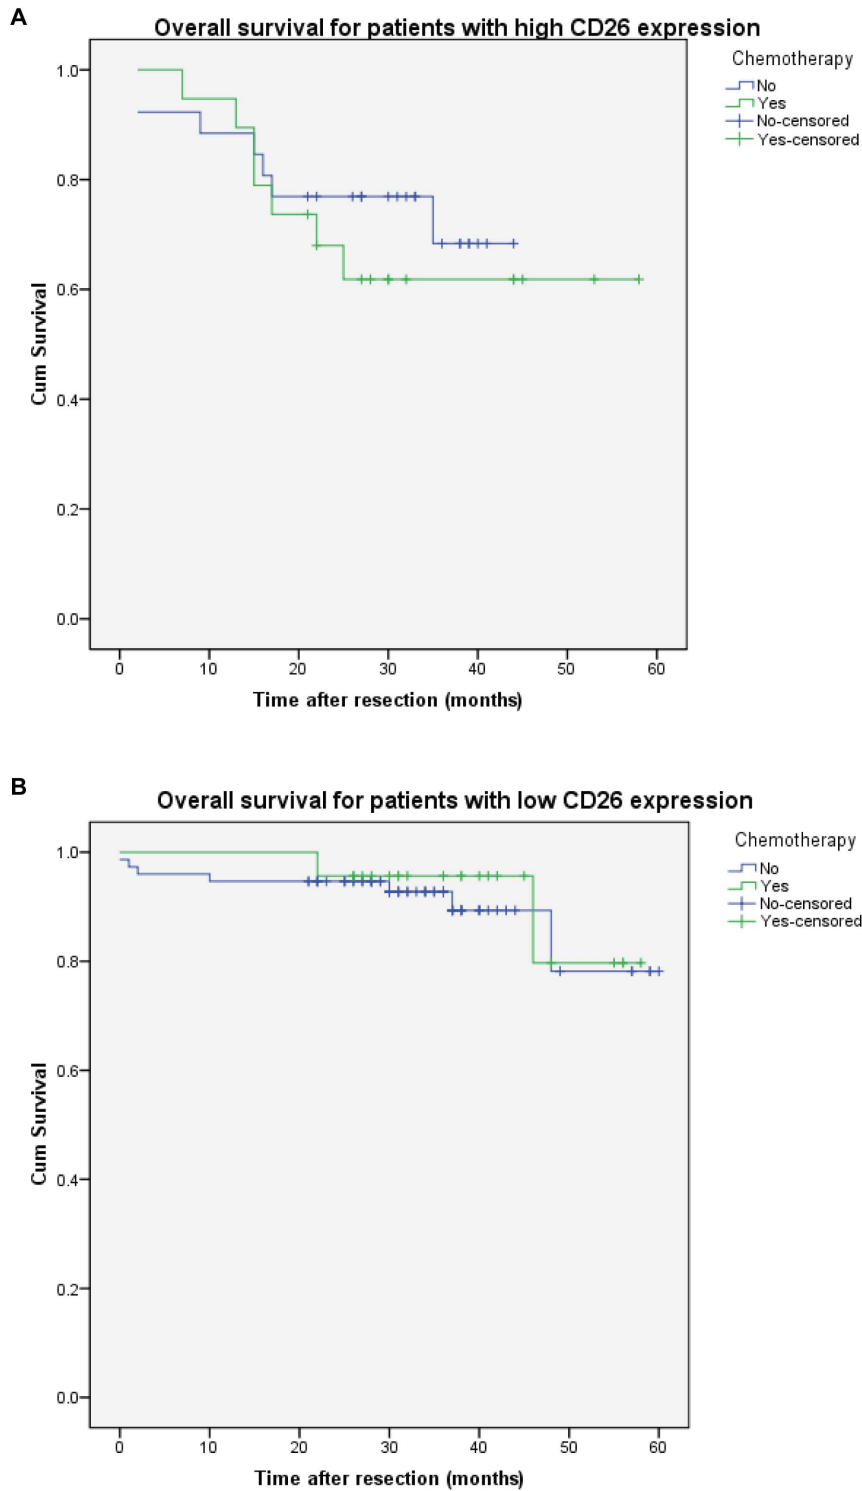 A
Overall survival for patients with high CD26 expression
Chemotherapy
No
Yes
No-censored
Yes-censored
1.0
0.8
0.6
0.4
0.2
0.0
Cum Survival
0 10 20 30 40 50 60
Time after resection (months)
B
Overall survival for patients with low CD26 expression
Chemotherapy
No
Yes
No-censored
Yes-censored
1.0
0.8
0.6
0.4
0.2
0.0
Cum Survival
0 10 20 30 40 50 60
Time after resection (months)